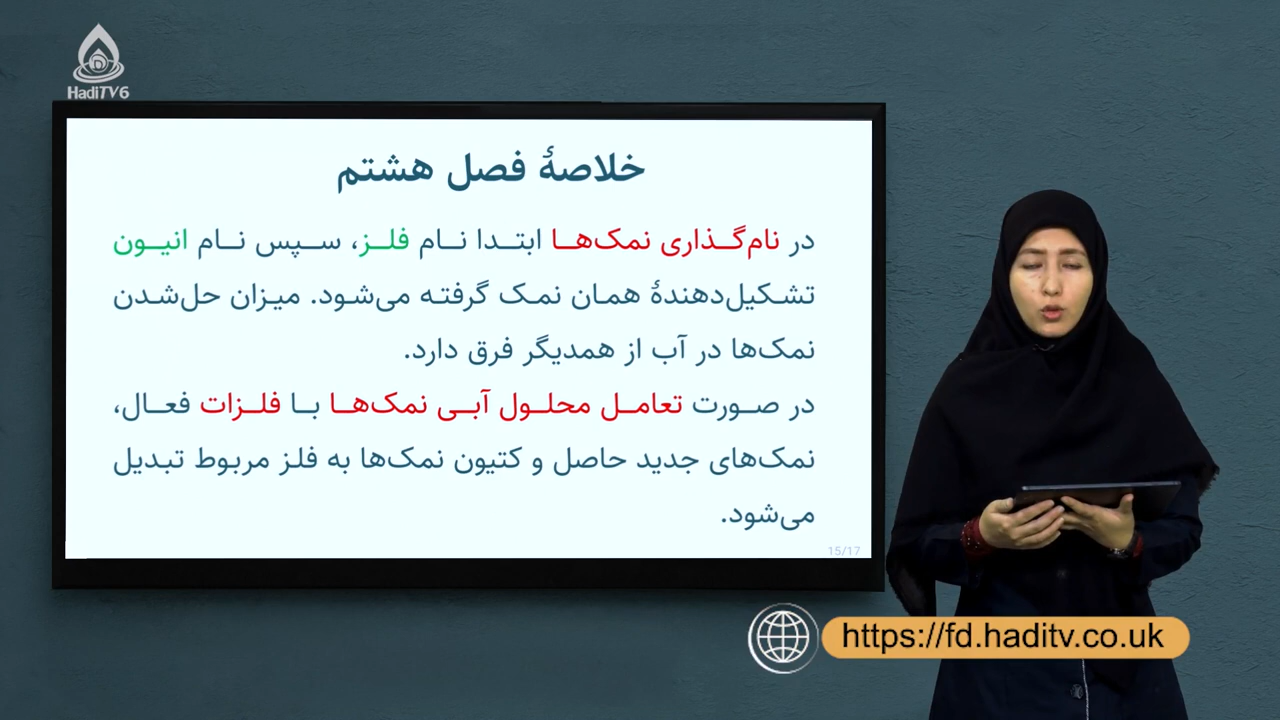 HadiTV6
خلاصهٔ فصل هشتم
در نام‌گذاری نمک‌ها ابتدا نام فلز، سپس نام انیون
تشکیل‌دهندهٔ همان نمک گرفته می‌شود. میزان حل‌شدن
نمک‌ها در آب از همدیگر فرق دارد.
در صورت تعامل محلول آبی نمک‌ها با فلزات فعال،
نمک‌های جدید حاصل و کتیون نمک‌ها به فلز مربوط تبدیل
می‌شود.
15/17
https://fd.haditv.co.uk